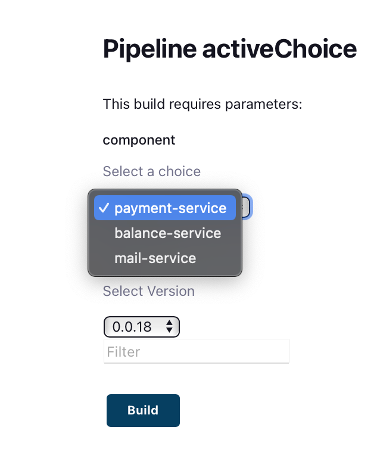 Pipeline activeChoice
This build requires parameters:
component
Select a choice
payment-service
balance-service
mail-service
Select Version
0.0.18
Filter
Build